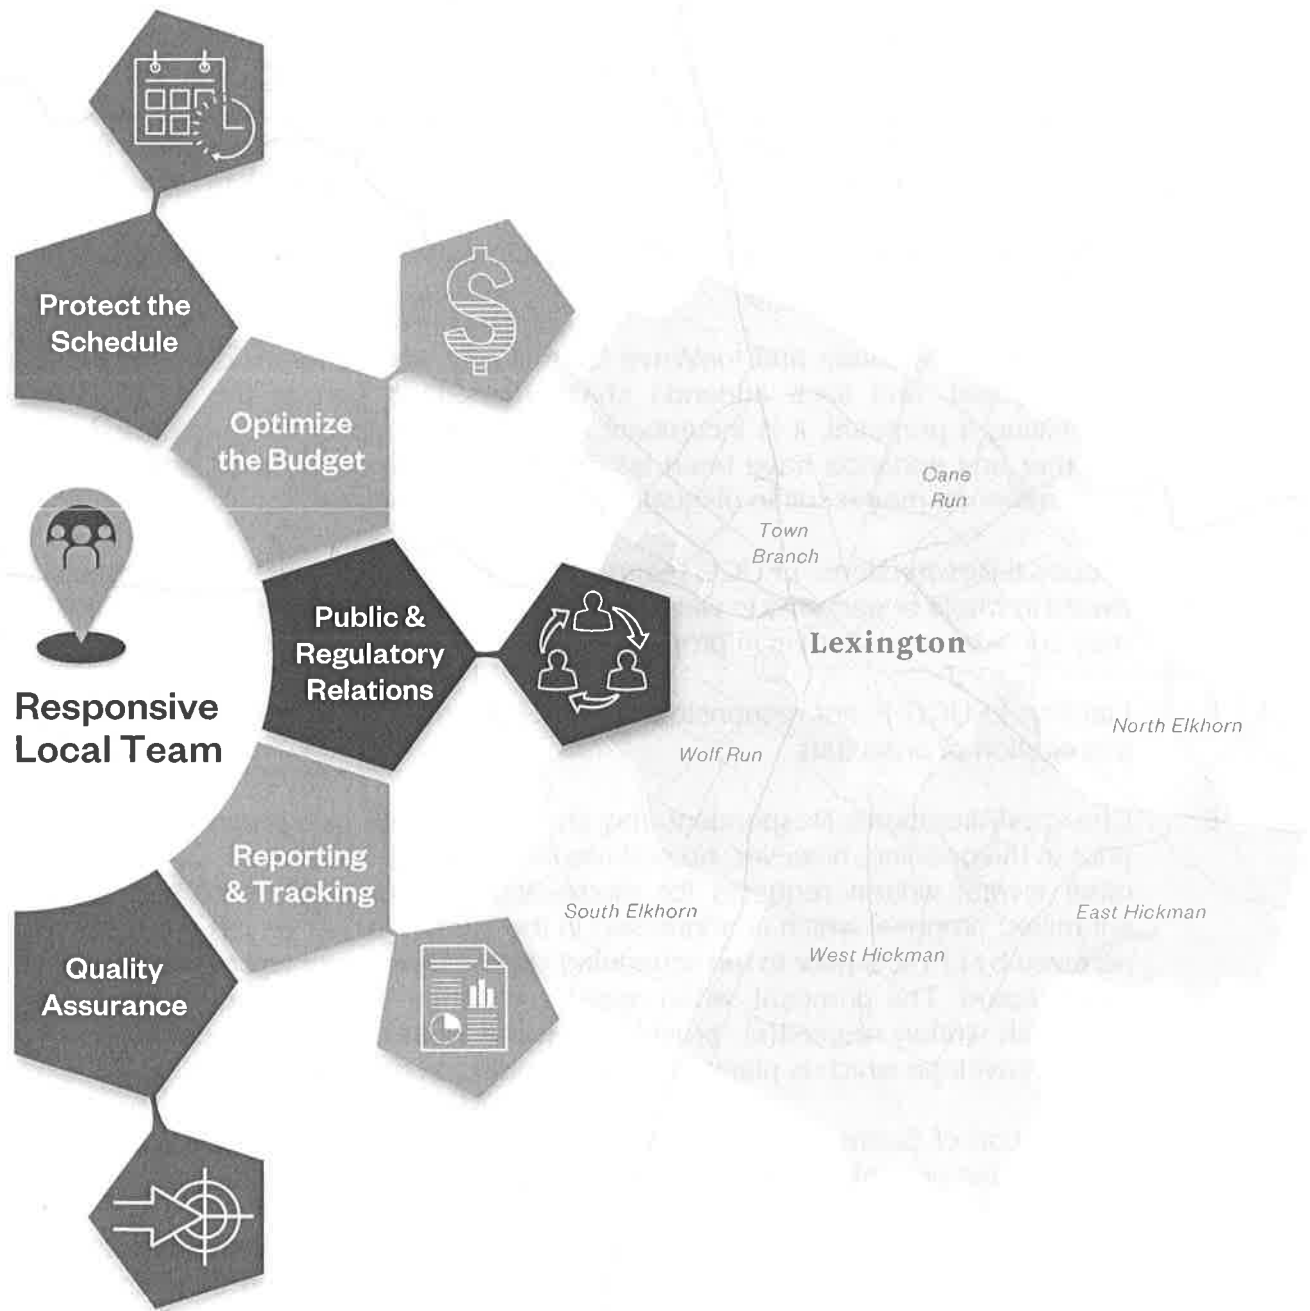 Protect the
Schedule
Optimize
the Budget
Public &
Regulatory
Relations
Responsive
Local Team
Reporting
& Tracking
Quality
Assurance
Cane
Run
Town
Branch
Lexington
North Elkhorn
Wolf Run
South Elkhorn
East Hickman
West Hickman